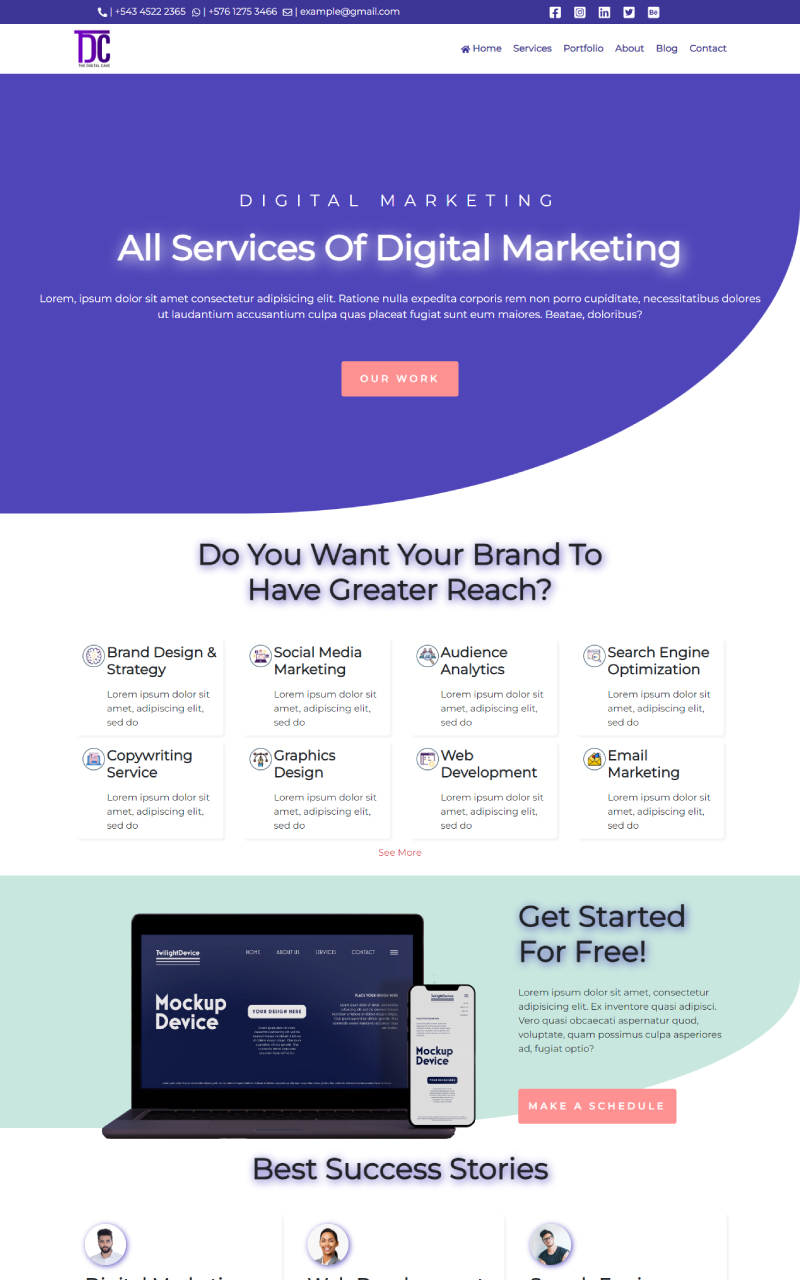 | +543 4522 2365 | +576 1275 3466 | example@gmail.com
DC
THE DIGITAL CAVE
Home Services Portfolio About Blog Contact
DIGITAL MARKETING
All Services Of Digital Marketing
Lorem, ipsum dolor sit amet consectetur adipisicing elit. Ratione nulla expedita corporis rem non porro cupiditate, necessitatibus dolores
ut laudantium accusantium culpa quas placeat fugiat sunt eum maiores. Beatae, doloribus?
OUR WORK
Do You Want Your Brand To
Have Greater Reach?
Brand Design &
Strategy
Lorem ipsum dolor sit
amet, adipiscing elit,
sed do
Social Media
Marketing
Lorem ipsum dolor sit
amet, adipiscing elit,
sed do
Audience
Analytics
Lorem ipsum dolor sit
amet, adipiscing elit,
sed do
Search Engine
Optimization
Lorem ipsum dolor sit
amet, adipiscing elit,
sed do
Copywriting
Service
Lorem ipsum dolor sit
amet, adipiscing elit,
sed do
Graphics
Design
Lorem ipsum dolor sit
amet, adipiscing elit,
sed do
Web
Development
Lorem ipsum dolor sit
amet, adipiscing elit,
sed do
Email
Marketing
Lorem ipsum dolor sit
amet, adipiscing elit,
sed do
See More
TwilightDevice
HOME ABOUT US SERVICES CONTACT
Mockup
Device
YOUR DESIGN HERE
PLACE YOUR DESIGN HERE
TwilightDevice
Mockup
Device
Get Started
For Free!
Lorem ipsum dolor sit amet, consectetur
adipisicing elit. Ex inventore quasi adipisci.
Vero quasi obcaecati aspernatur quod,
voluptate, quam possimus culpa asperiores
ad, fugiat optio?
MAKE A SCHEDULE
Best Success Stories